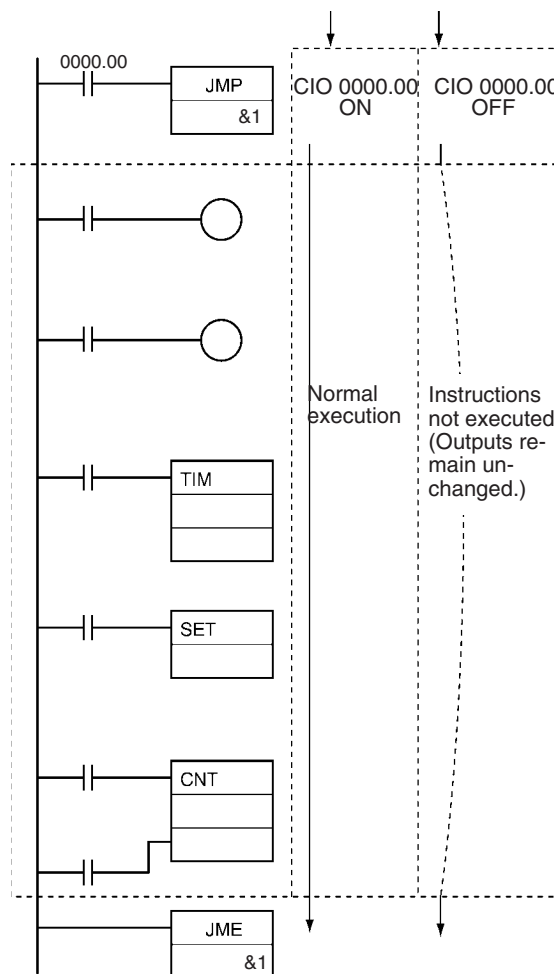 0000.00
JMP
&1
CIO 0000.00
ON
CIO 0000.00
OFF
Normal
execution
Instructions
not executed
(Outputs re-
main un-
changed.)
TIM
SET
CNT
JME
&1